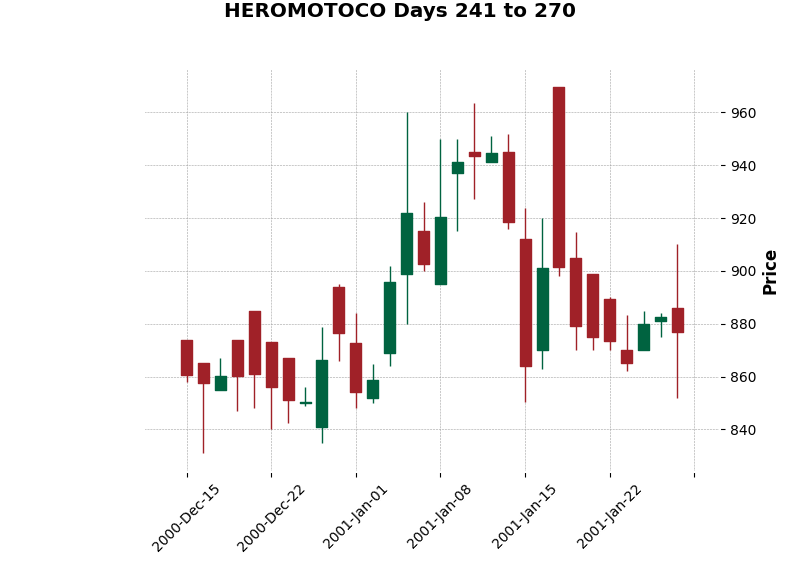 HEROMOTOCO Days 241 to 270
960
940
920
900
880
860
840
Price
2000-Dec-15
2000-Dec-22
2001-Jan-01
2001-Jan-08
2001-Jan-15
2001-Jan-22